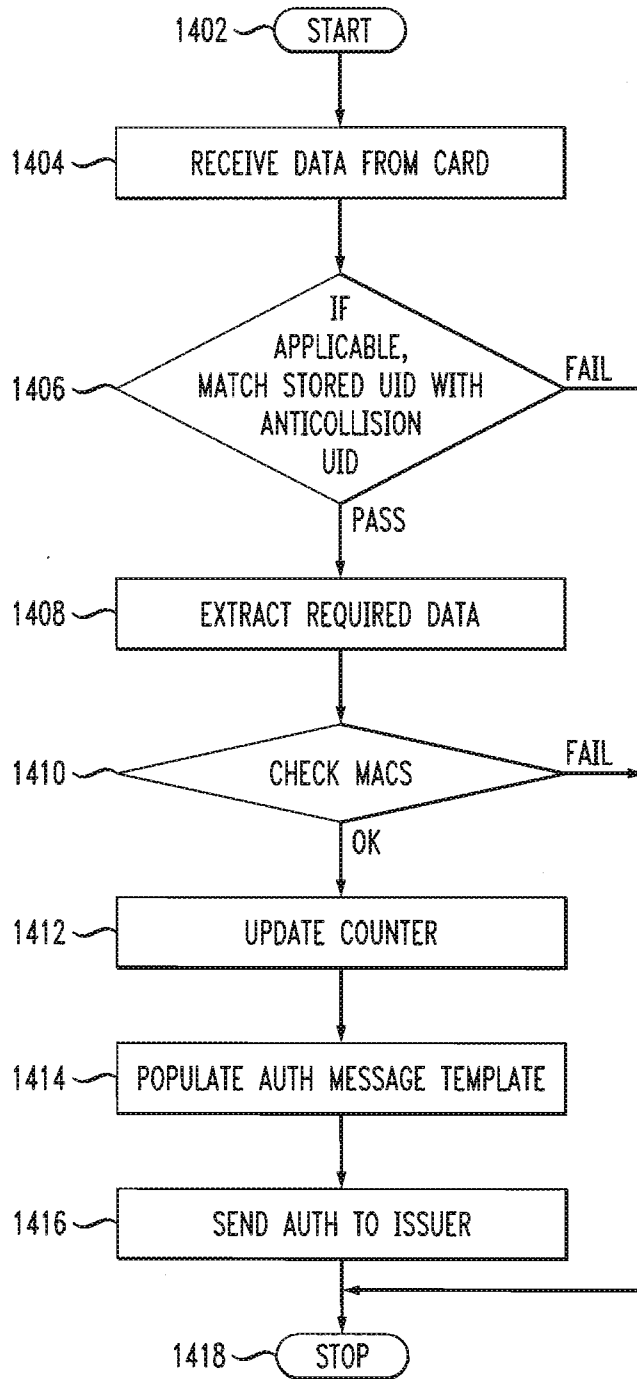 1402
START
1404
RECEIVE DATA FROM CARD
IF
APPLICABLE,
MATCH STORED UID WITH
ANTICOLLISION
UID
1406
FAIL
PASS
1408
EXTRACT REQUIRED DATA
1410
CHECK MACS
FAIL
OK
1412
UPDATE COUNTER
1414
POPULATE AUTH MESSAGE TEMPLATE
1416
SEND AUTH TO ISSUER
1418
STOP